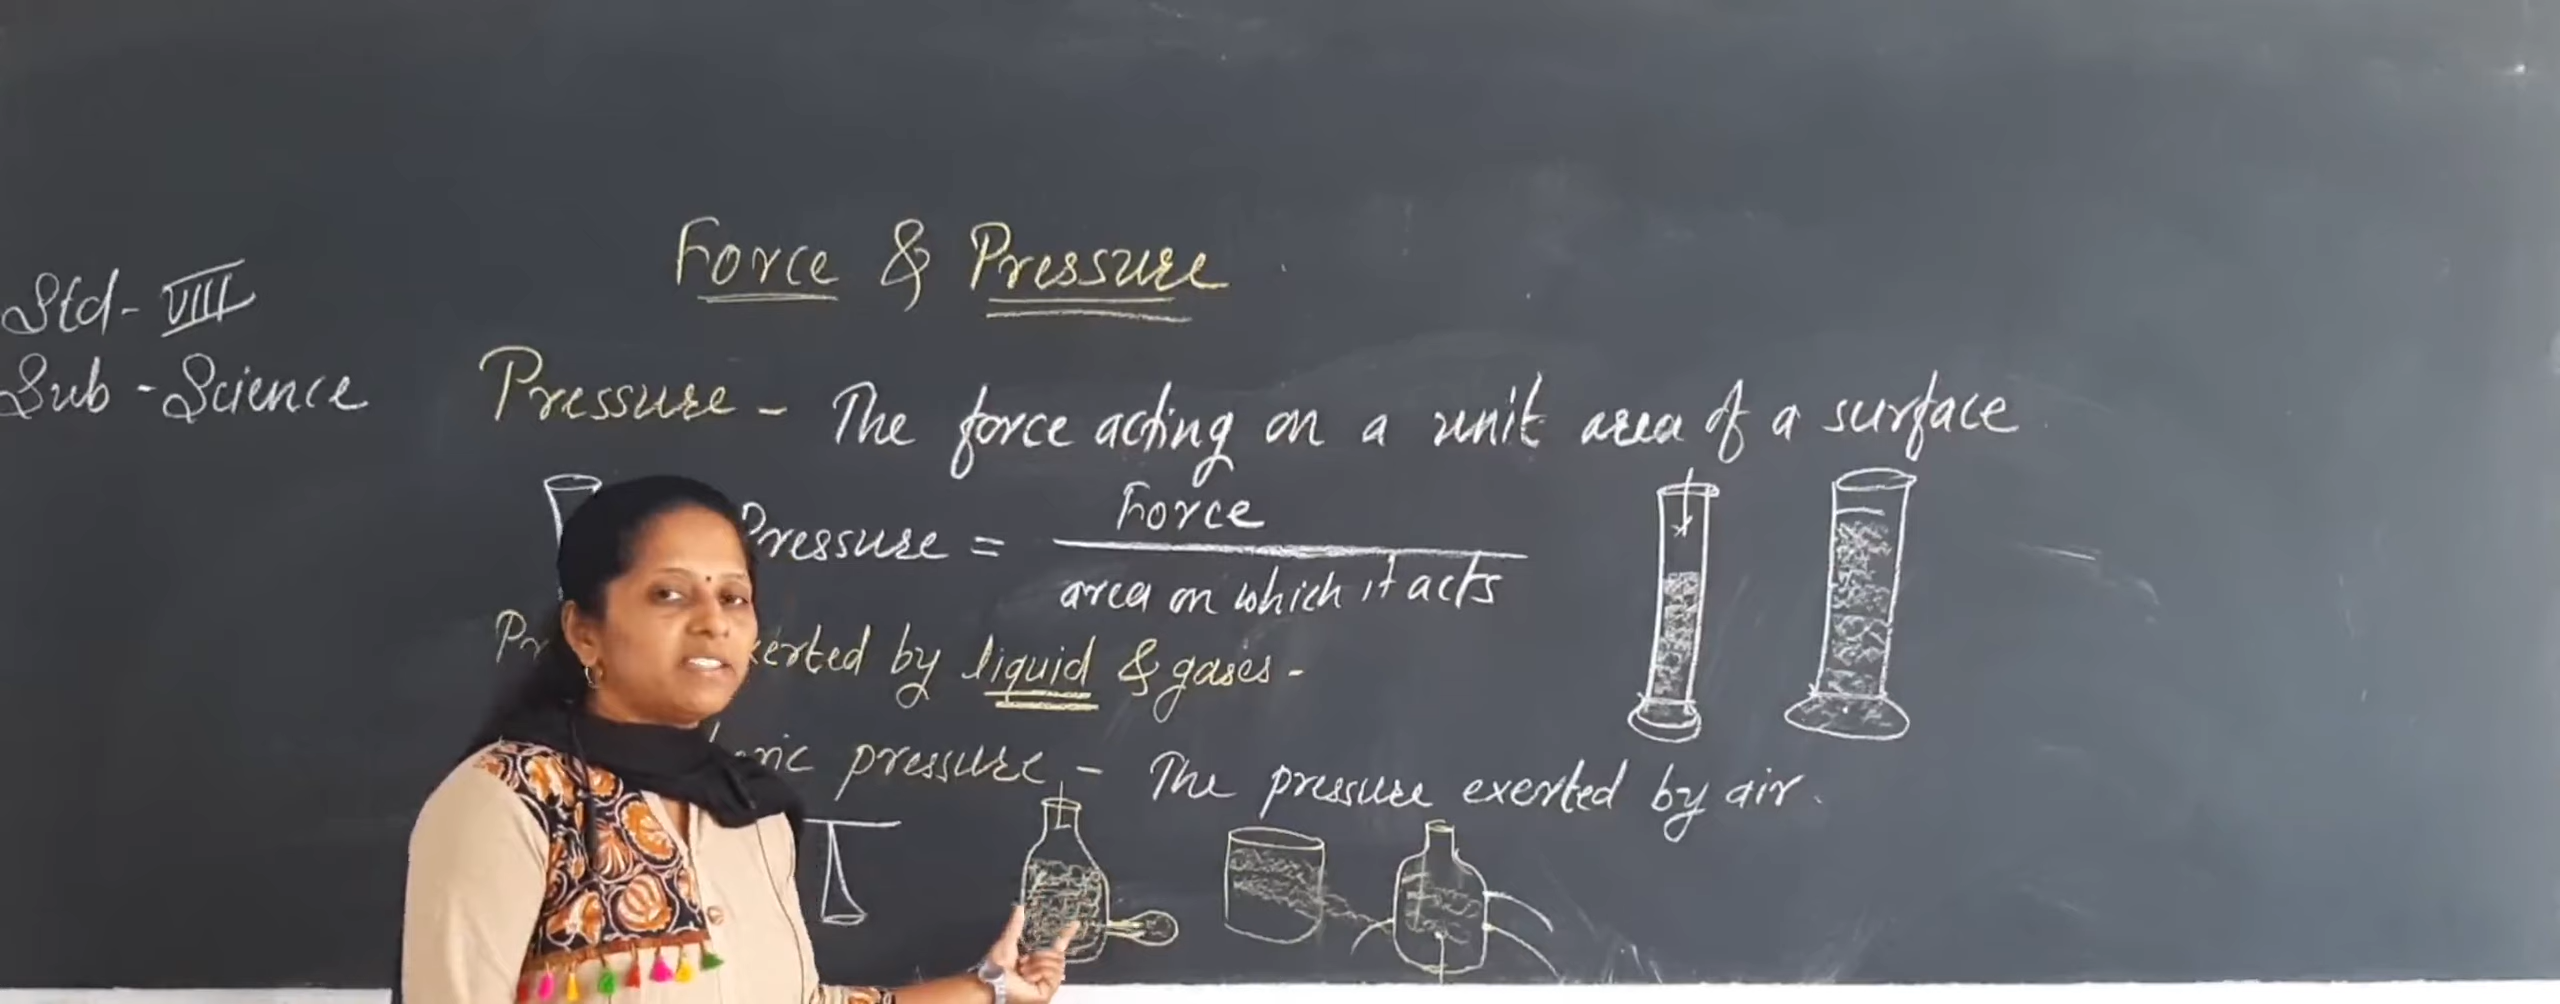 Force & Pressure
Std - VIII
Sub - Science
Pressure - The force acting on a unit area of a surface
Pressure = Force
area on which it acts
exerted by liquid & gases -
pressure - The pressure exerted by air.